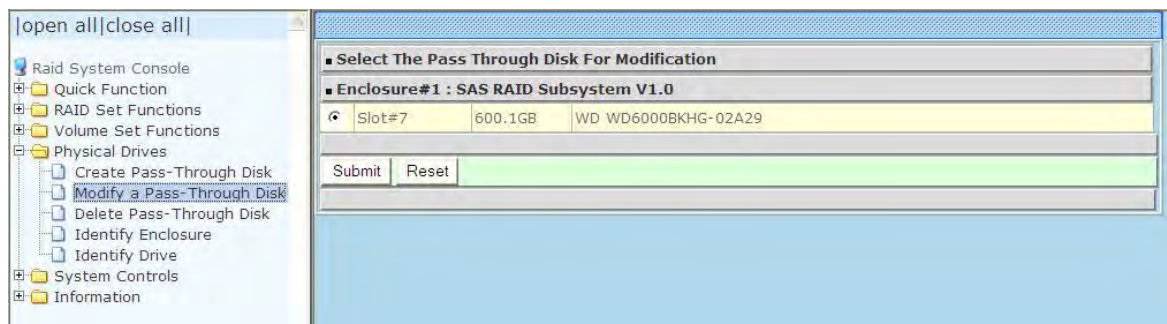 |open all|close all|
Raid System Console
Quick Function
RAID Set Functions
Volume Set Functions
Physical Drives
Create Pass-Through Disk
Modify a Pass-Through Disk
Delete Pass-Through Disk
Identify Enclosure
Identify Drive
System Controls
Information
Select The Pass Through Disk For Modification
Enclosure#1 : SAS RAID Subsystem V1.0
Slot#7 600.1GB WD WD6000BKHG-02A29
Submit Reset